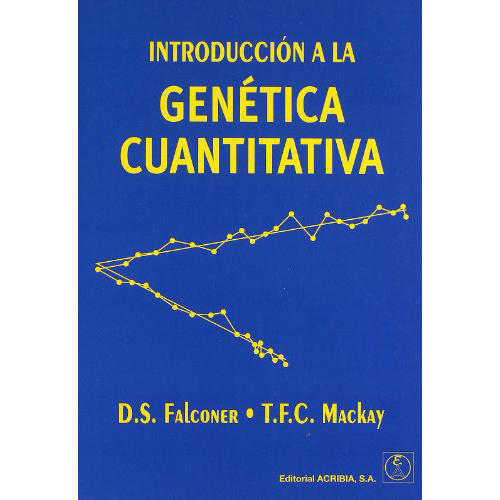 INTRODUCCIÓN A LA
GENÉTICA
CUANTITATIVA
D.S. Falconer • T.F.C. Mackay
Editorial ACRIBIA, S.A.